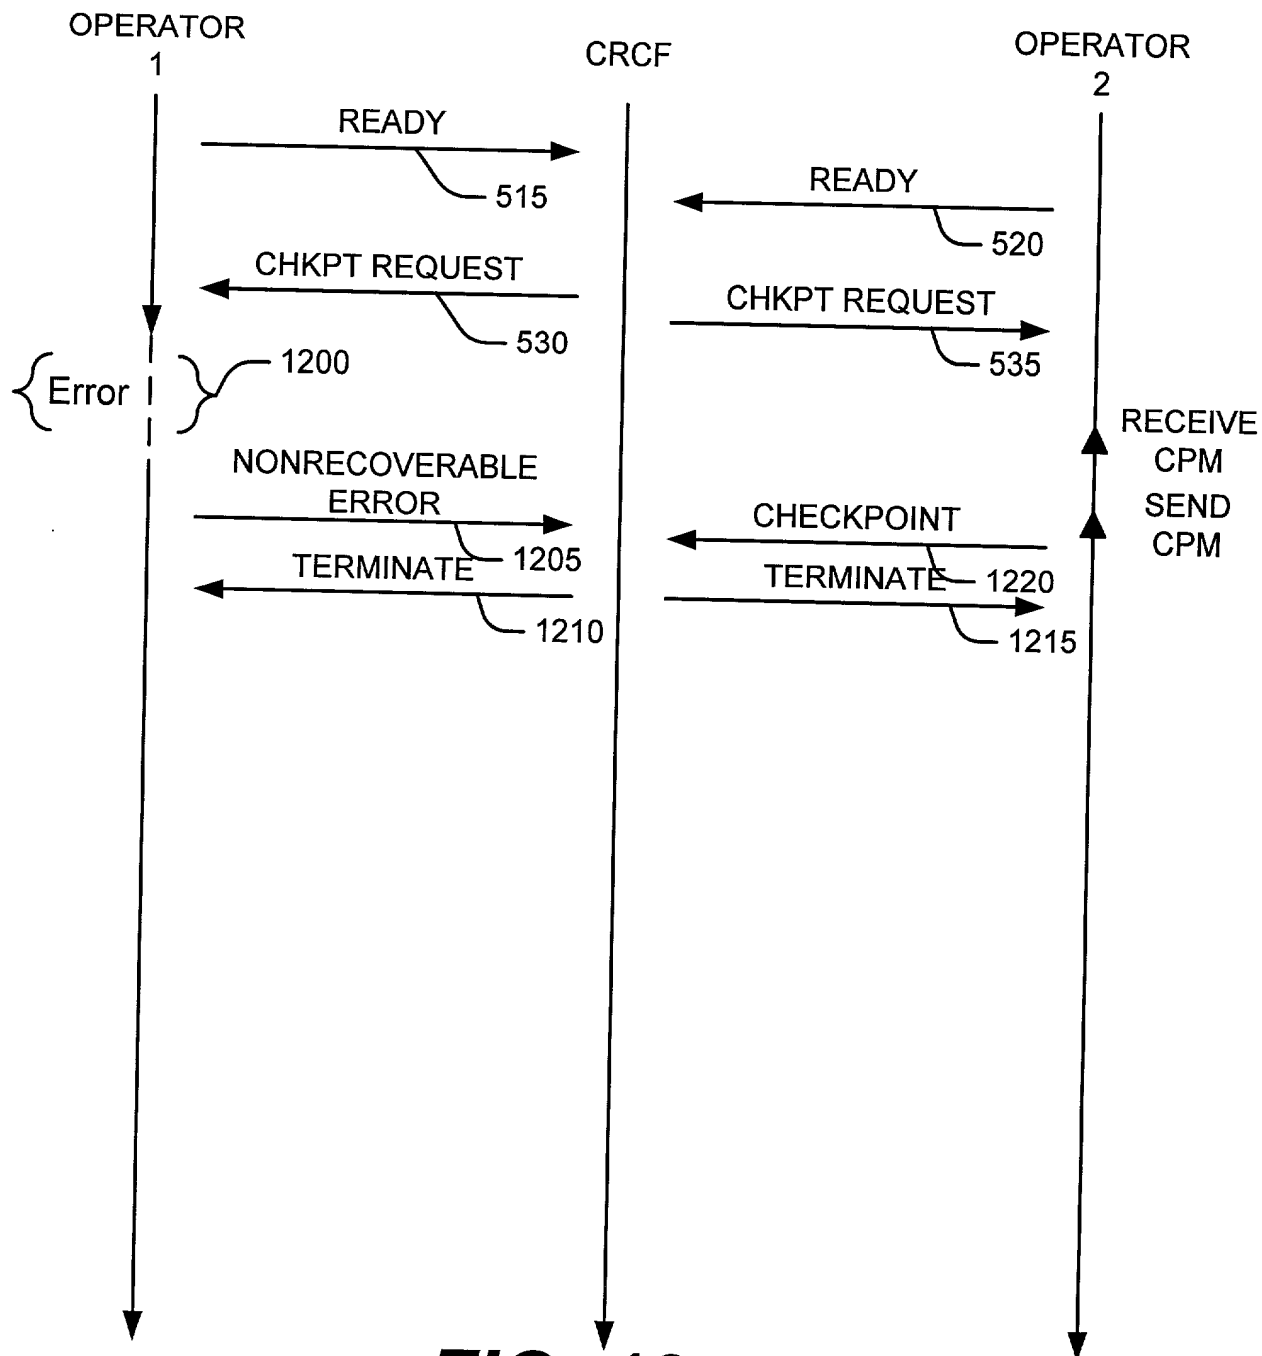 OPERATOR
1
CRCF
OPERATOR
2
READY
515
READY
520
CHKPT REQUEST
530
CHKPT REQUEST
535
Error
1200
RECEIVE
CPM
SEND
CPM
NONRECOVERABLE
ERROR
1205
CHECKPOINT
1220
TERMINATE
1210
TERMINATE
1215